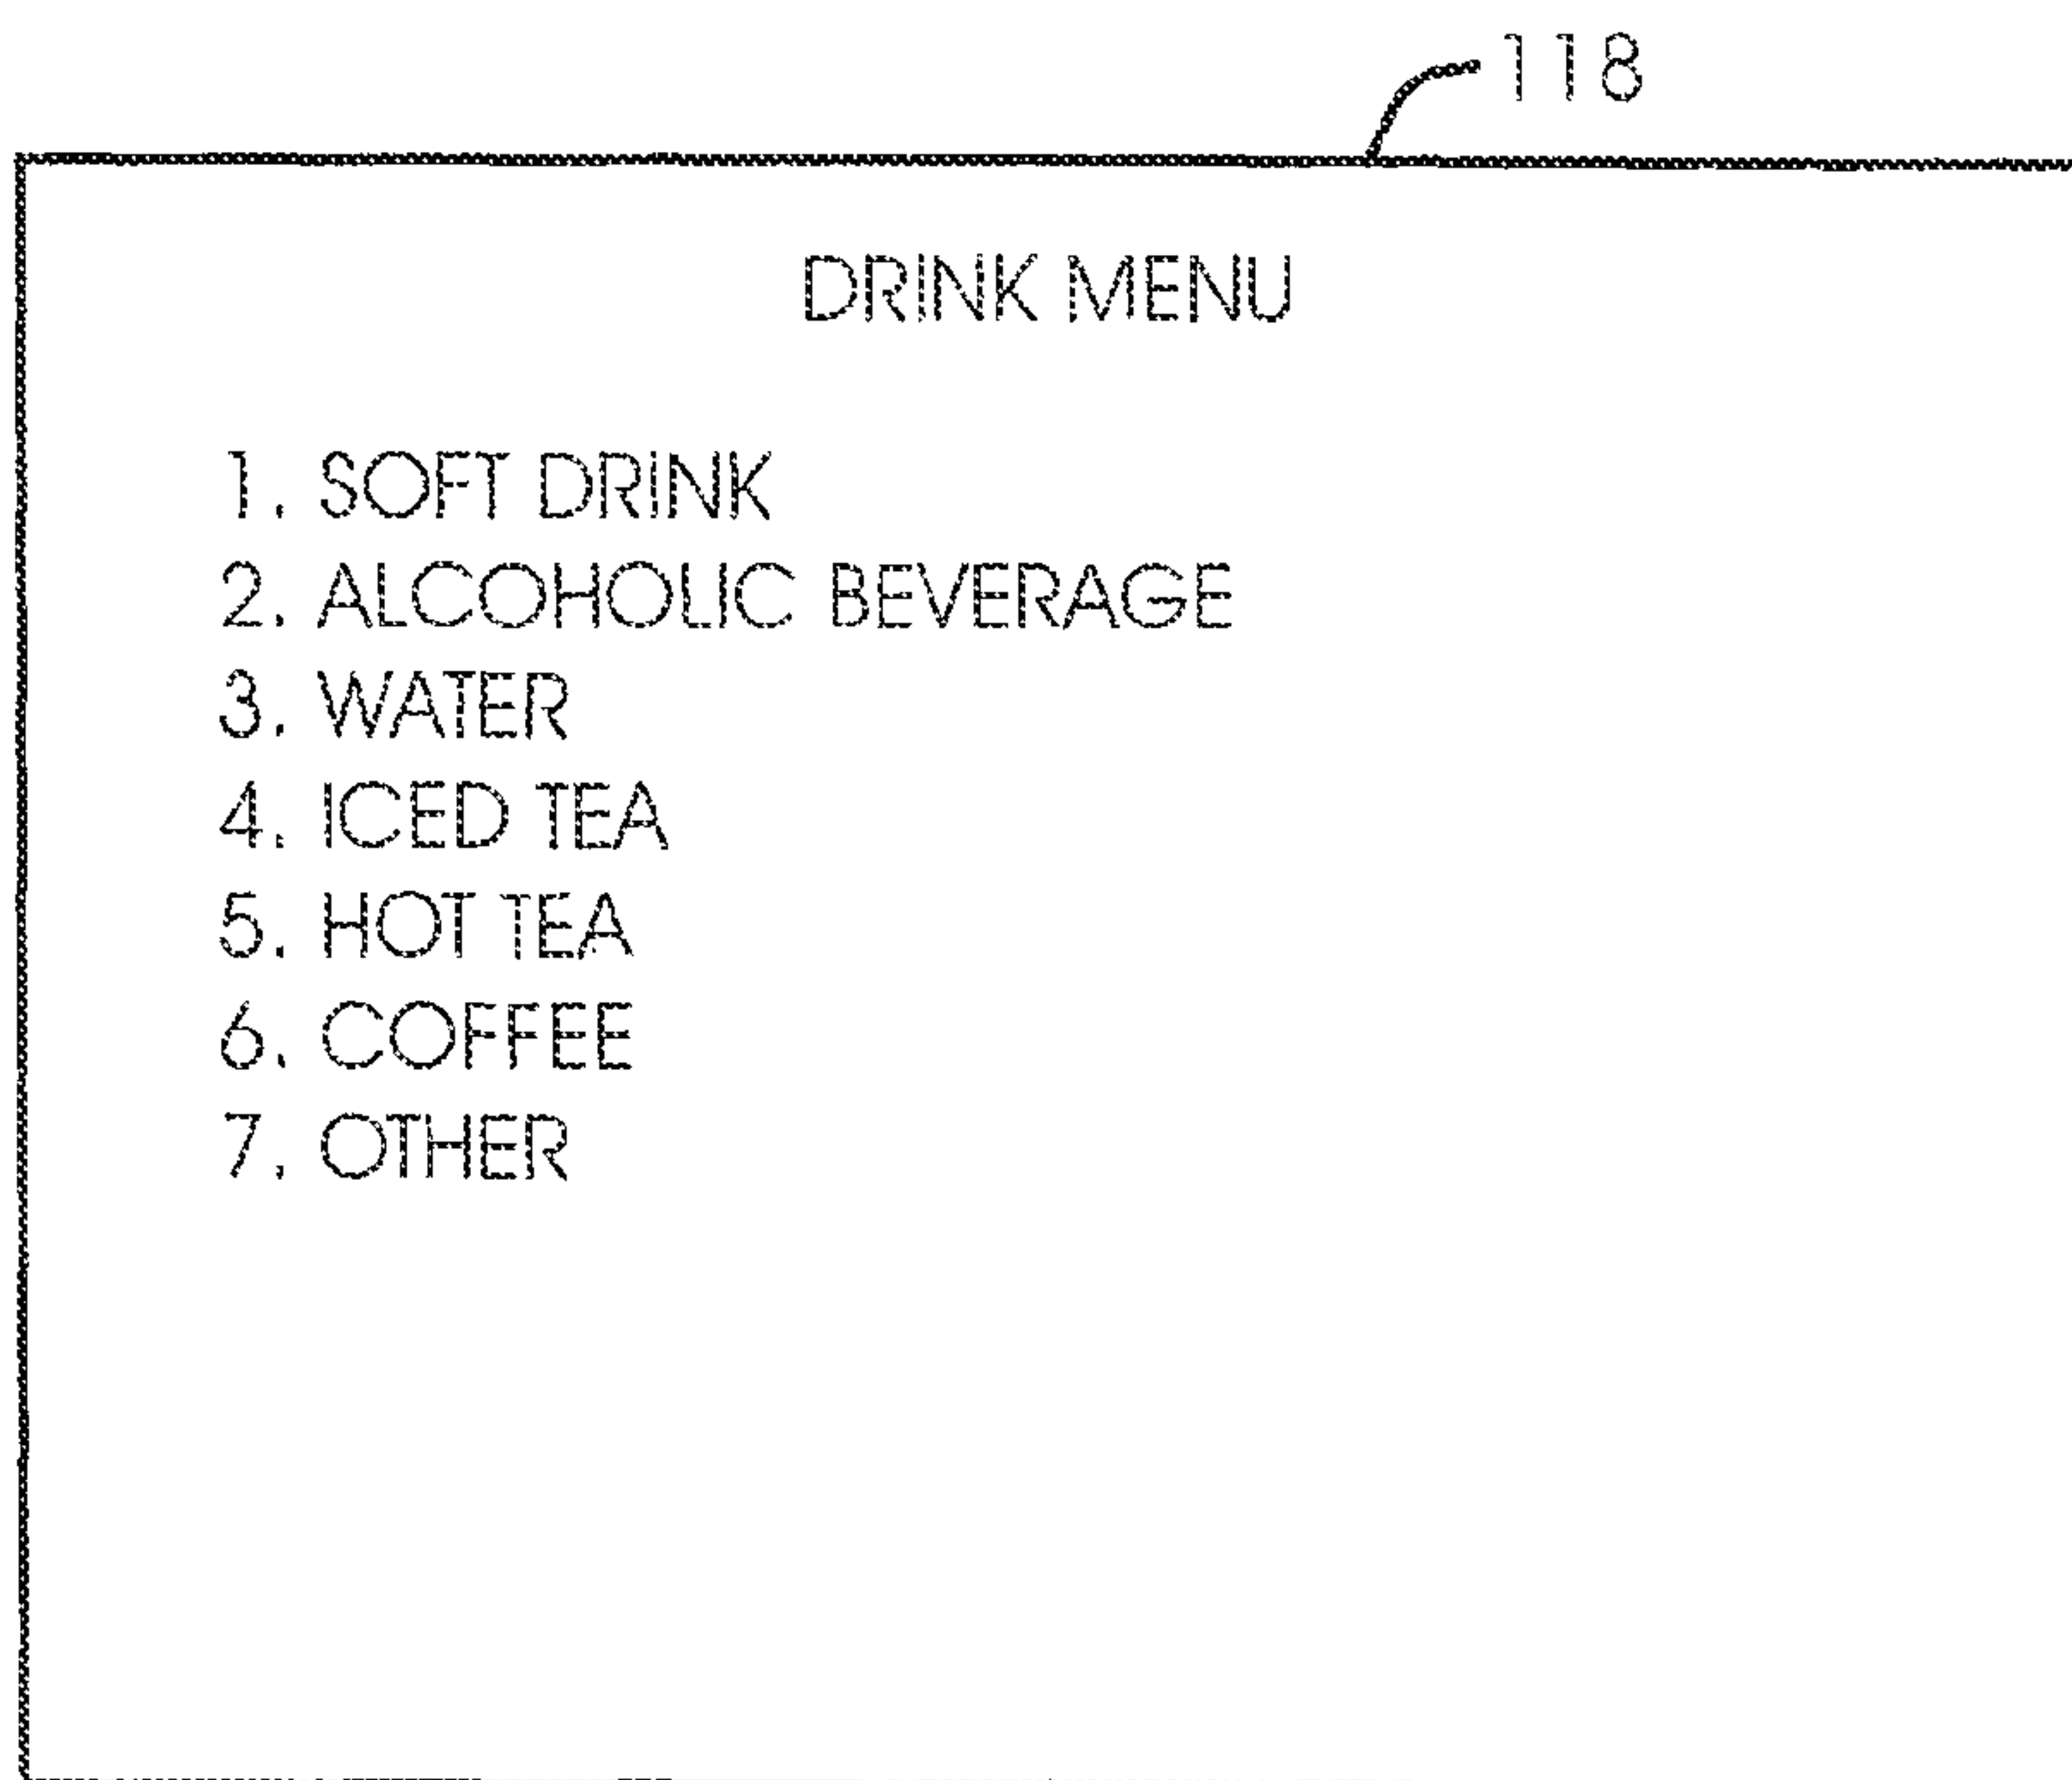 118
DRINK MENU
1. SOFT DRINK
2. ALCOHOLIC BEVERAGE
3. WATER
4. ICED TEA
5. HOT TEA
6. COFFEE
7. OTHER